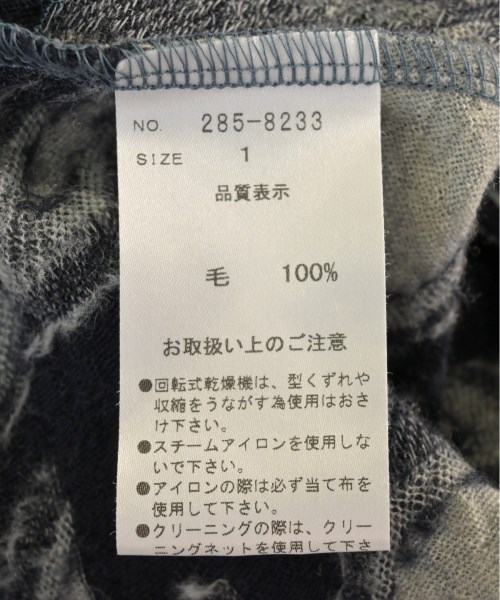 NO. 285-8233
SIZE 1
品質表示
毛 100%
お取扱い上のご注意
●回転式乾燥機は、型くずれや
収縮をうながす為使用はおさ
け下さい。
●スチームアイロンを使用しな
いで下さい。
●アイロンの際は必ず当て布を
使用して下さい。
●クリーニングの際は、クリー
ニングネットを使用して下さ